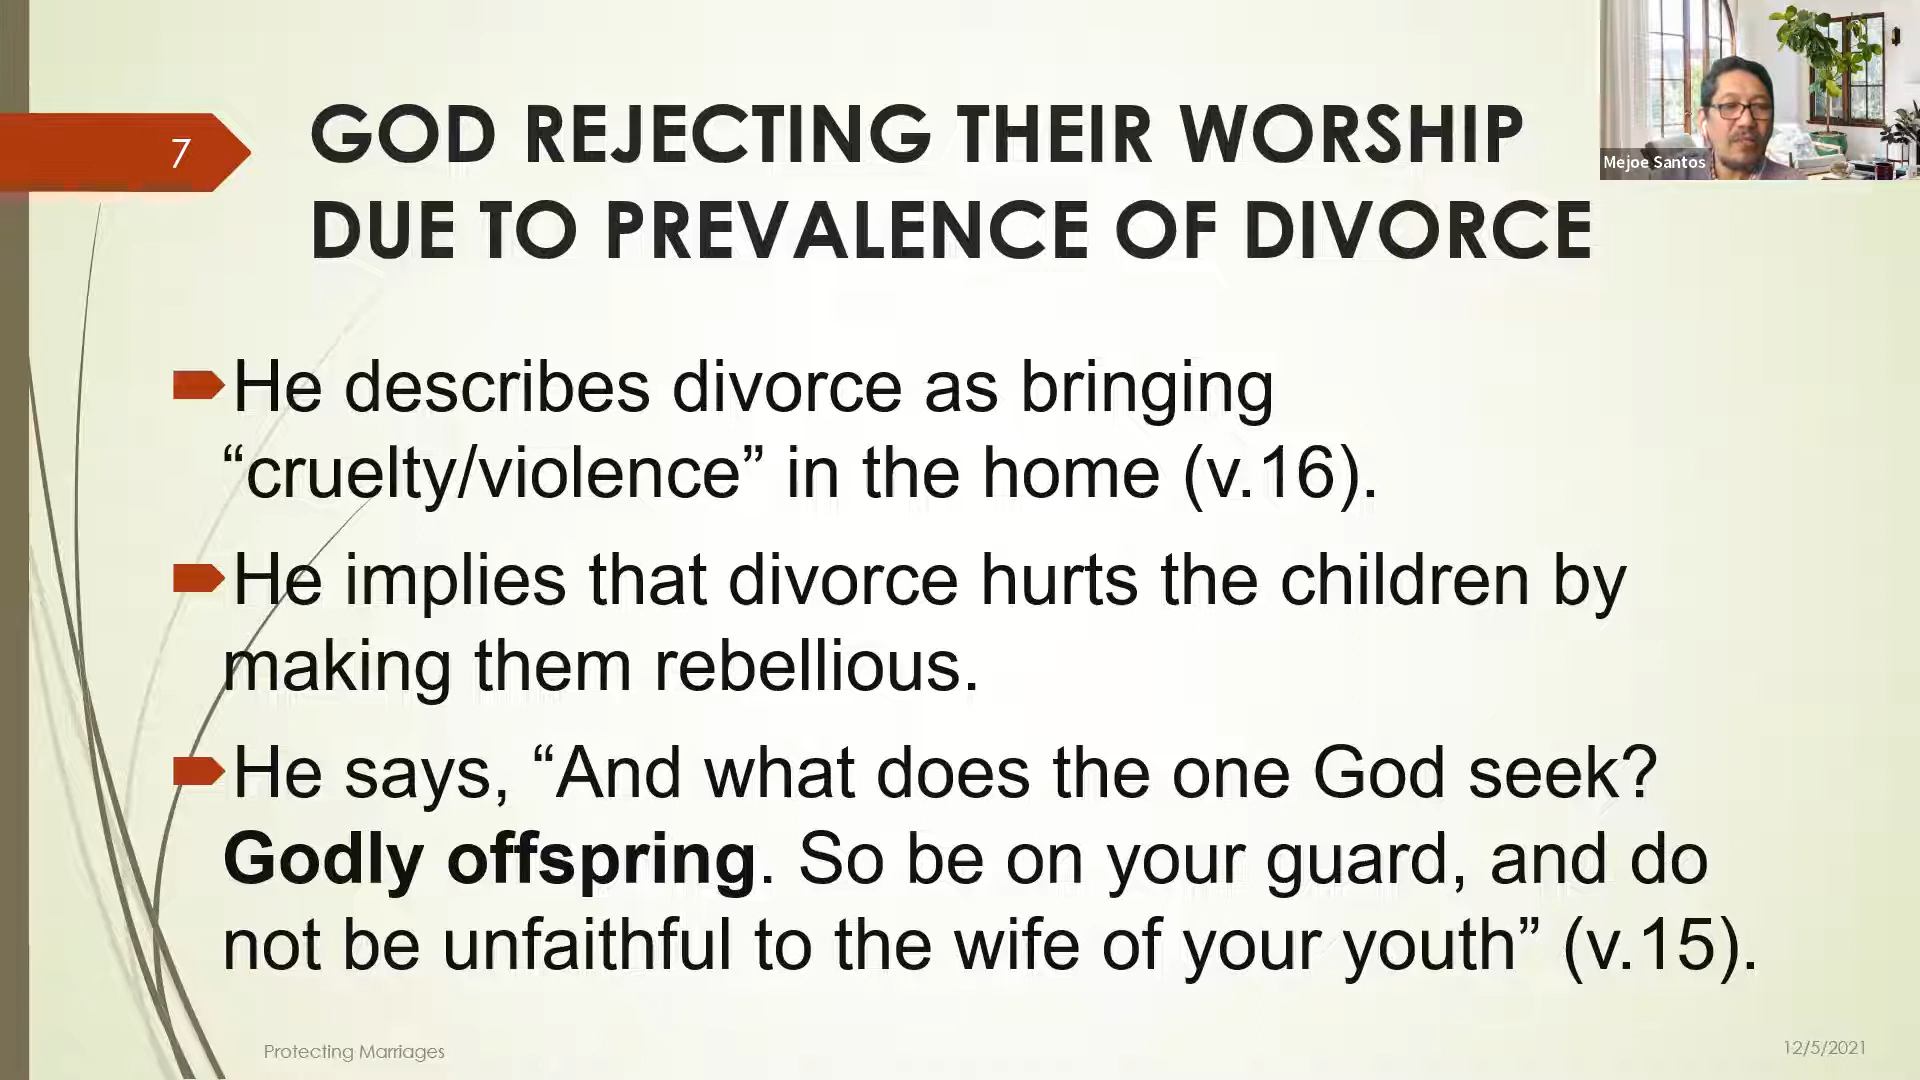 7
GOD REJECTING THEIR WORSHIP
DUE TO PREVALENCE OF DIVORCE
Mejoe Santos
He describes divorce as bringing
“cruelty/violence” in the home (v.16).
He implies that divorce hurts the children by
making them rebellious.
He says, “And what does the one God seek?
Godly offspring. So be on your guard, and do
not be unfaithful to the wife of your youth” (v.15).
Protecting Marriages
12/5/2021